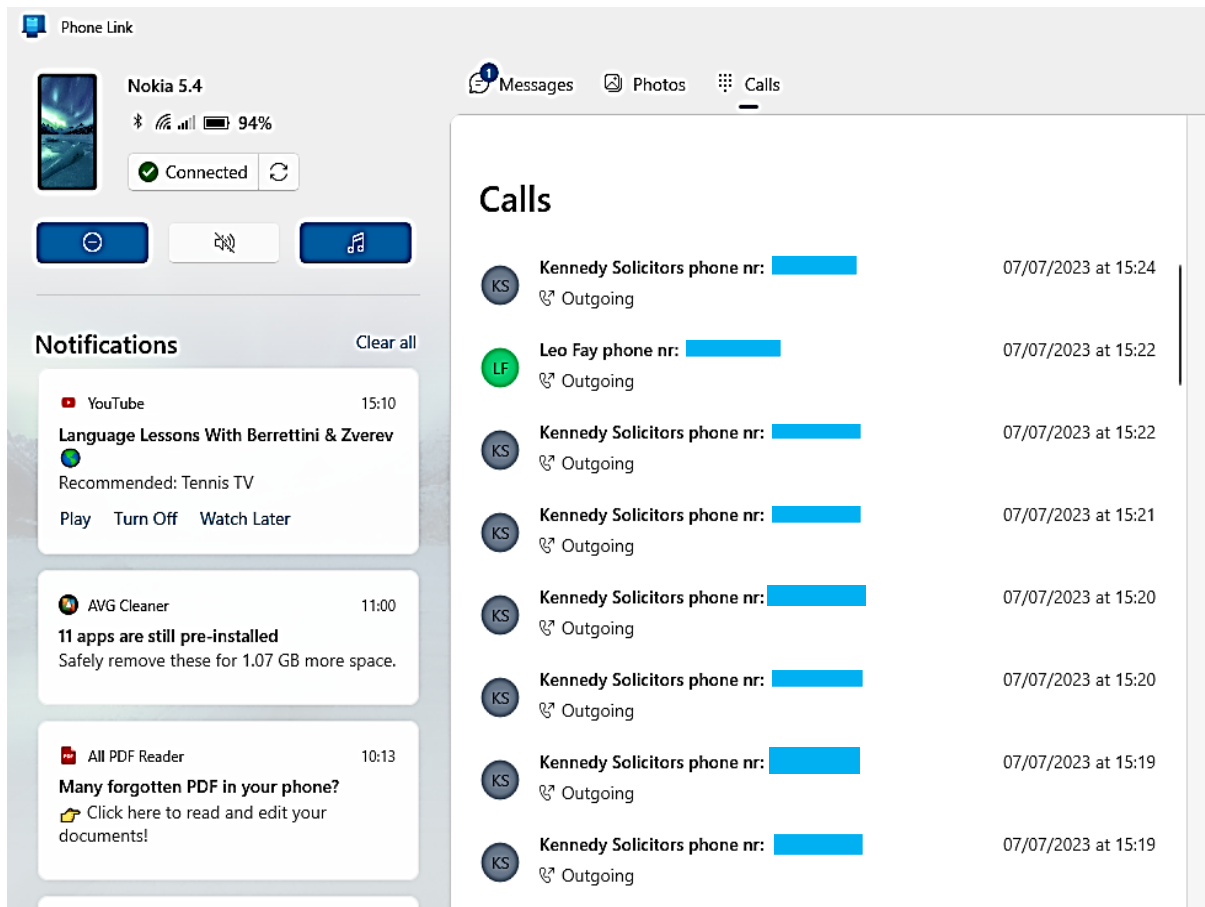 Phone Link
Nokia 5.4
94%
Connected
Notifications
Clear all
YouTube 15:10
Language Lessons With Berrettini & Zverev
Recommended: Tennis TV
Play Turn Off Watch Later
AVG Cleaner 11:00
11 apps are still pre-installed
Safely remove these for 1.07 GB more space.
PDF
All PDF Reader 10:13
Many forgotten PDF in your phone?
Click here to read and edit your
documents!
1
Messages Photos Calls
Calls
KS
Kennedy Solicitors phone nr: 07/07/2023 at 15:24
Outgoing
LF
Leo Fay phone nr: 07/07/2023 at 15:22
Outgoing
KS
Kennedy Solicitors phone nr: 07/07/2023 at 15:22
Outgoing
KS
Kennedy Solicitors phone nr: 07/07/2023 at 15:21
Outgoing
KS
Kennedy Solicitors phone nr: 07/07/2023 at 15:20
Outgoing
KS
Kennedy Solicitors phone nr: 07/07/2023 at 15:20
Outgoing
KS
Kennedy Solicitors phone nr: 07/07/2023 at 15:19
Outgoing
KS
Kennedy Solicitors phone nr: 07/07/2023 at 15:19
Outgoing